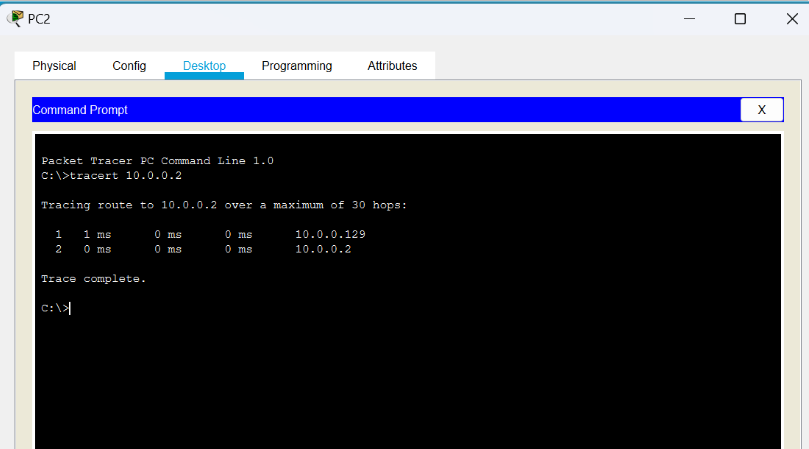 PC2
Physical Config Desktop Programming Attributes
Command Prompt X
Packet Tracer PC Command Line 1.0
C:\>tracert 10.0.0.2
Tracing route to 10.0.0.2 over a maximum of 30 hops:
1 1 ms 0 ms 0 ms 10.0.0.129
2 0 ms 0 ms 0 ms 10.0.0.2
Trace complete.
C:\>